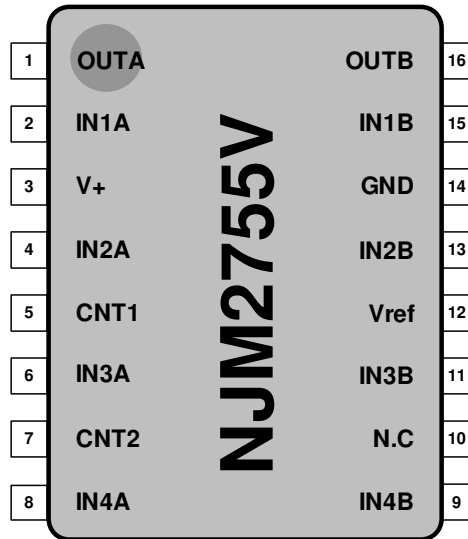 1 OUTA OUTB 16
2 IN1A IN1B 15
3 V+ GND 14
4 IN2A IN2B 13
5 CNT1 Vref 12
6 IN3A IN3B 11
7 CNT2 N.C 10
8 IN4A IN4B 9
NJM2755V